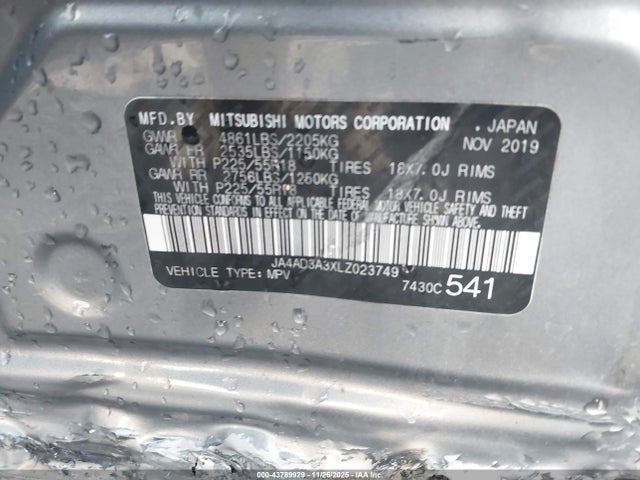 MFD.BY MITSUBISHI MOTORS CORPORATION . JAPAN
GVWR 4861LBS/2205KG NOV 2019
GAWR FR 2535LBS/1150KG
WITH P225/55R18 TIRES 18X7.0J RIMS
GAWR RR 2756LBS/1250KG
WITH P225/55R18 TIRES 18X7.0J RIMS
THIS VEHICLE CONFORMS TO ALL APPLICABLE FEDERAL MOTOR VEHICLE SAFETY AND THEFT
PREVENTION STANDARDS IN EFFECT ON THE DATE OF MANUFACTURE SHOWN ABOVE.
JA4AD3A3XLZ023749
VEHICLE TYPE: MPV 7430C 541
000-43789929 11/26/2025 IAA Holdings, LLC